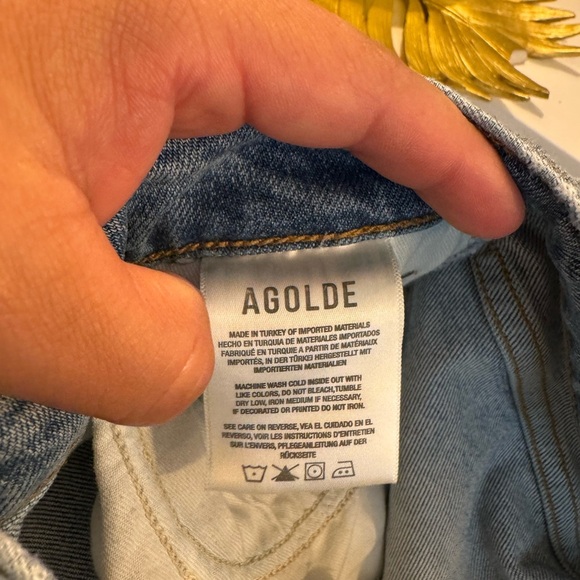 AGOLDE
MADE IN TURKEY OF IMPORTED MATERIALS
HECHO EN TURQUIA DE MATERIALES IMPORTADOS
FABRIQUÉ EN TURQUIE A PARTIR DE MATÉRIAUX
IMPORTÉS, IN DER TÜRKEI HERGESTELLT MIT
IMPORTIERTEN MATERIALIEN
MACHINE WASH COLD INSIDE OUT WITH
LIKE COLORS, DO NOT BLEACH,TUMBLE
DRY LOW, IRON MEDIUM IF NECESSARY,
IF DECORATED OR PRINTED DO NOT IRON.
SEE CARE ON REVERSE, VEA EL CUIDADO EN EL
REVERSO, VOIR LES INSTRUCTIONS D'ENTRETIEN
SUR L'ENVERS, PFLEGEANLEITUNG AUF DER
RÜCKSEITE